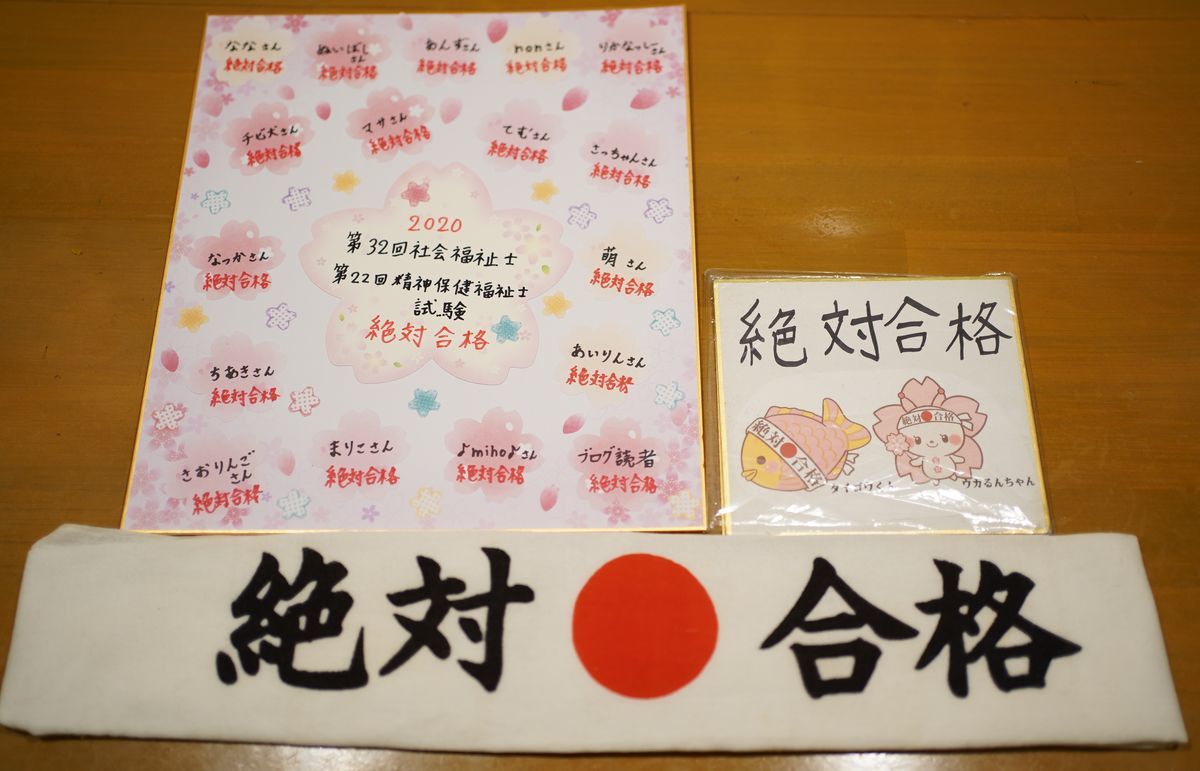 ななさん
絶対合格
ぬいぼし
さん
絶対合格
あんずさん
絶対合格
nonさん
絶対合格
りかなっしーさん
絶対合格
チビ犬さん
絶対合格
マサさん
絶対合格
てむさん
絶対合格
さっちゃんさん
絶対合格
2020
第32回社会福祉士
第22回精神保健福祉士
試験
絶対合格
なつかさん
絶対合格
萌さん
絶対合格
ちあきさん
絶対合格
あいりんさん
絶対合格
さおりんご
さん
絶対合格
まりこさん
絶対合格
♪miho♪さん
絶対合格
ブログ読者
絶対合格
絶対合格
絶対合格
絶対合格
ウカるんちゃん
絶対合格